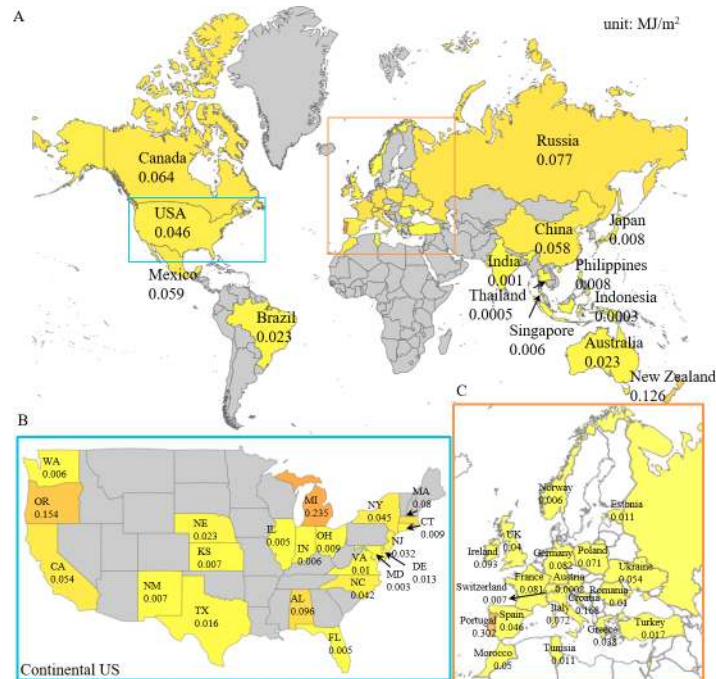 A
unit: MJ/m²
Canada
0.064
Russia
0.077
USA
0.046
China
0.058
Japan
0.008
Mexico
0.059
India
0.001
Philippines
0.008
Thailand
0.0005
Indonesia
0.0003
Singapore
0.006
Brazil
0.023
Australia
0.023
New Zealand
0.126
B
WA
0.006
OR
0.154
CA
0.054
NM
0.007
NE
0.023
KS
0.007
TX
0.016
IL
0.005
IN
0.006
MI
0.235
OH
0.009
AL
0.096
FL
0.005
VA
0.01
NC
0.042
NY
0.045
MA
0.08
CT
0.009
NJ
0.032
DE
0.013
MD
0.003
Continental US
C
Norway
0.006
Estonia
0.011
UK
0.04
Ireland
0.093
Germany
0.082
Poland
0.071
Ukraine
0.054
Switzerland
0.007
France
0.081
Austria
0.0002
Croatia
0.168
Romania
0.04
Portugal
0.302
Spain
0.046
Italy
0.072
Greece
0.038
Turkey
0.017
Morocco
0.05
Tunisia
0.011